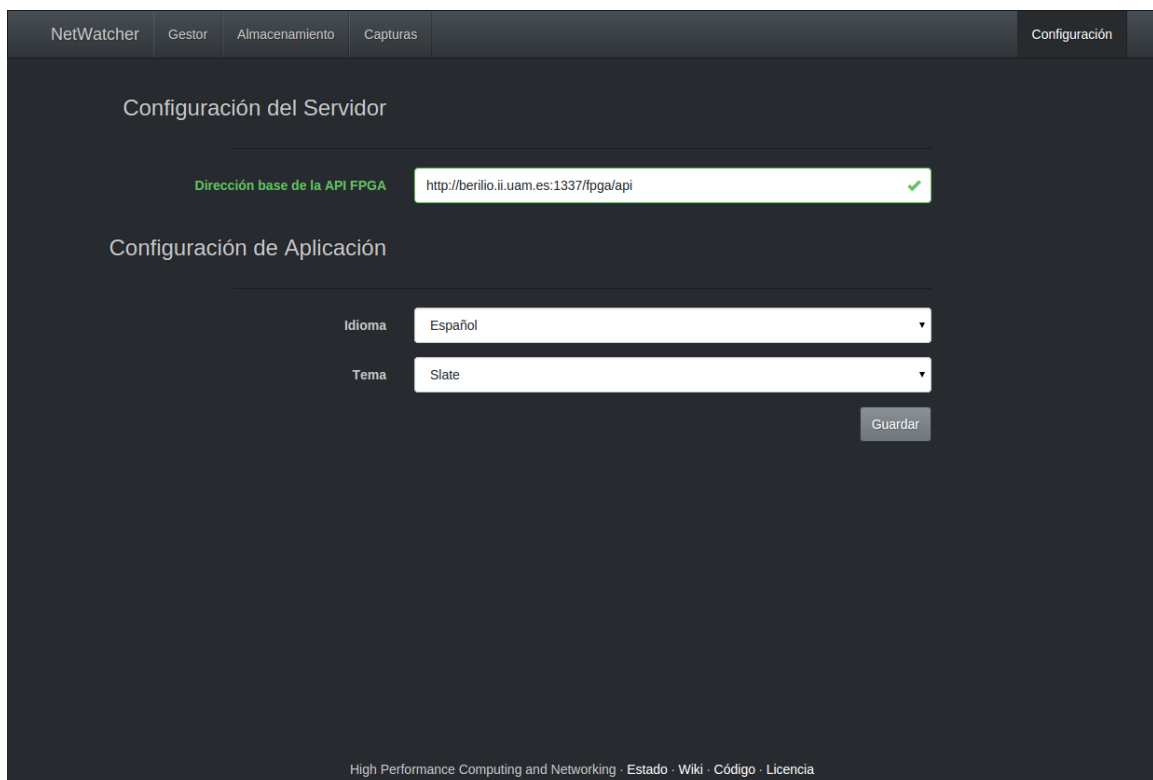 NetWatcher Gestor Almacenamiento Capturas Configuración
Configuración del Servidor
Dirección base de la API FPGA http://berilio.ii.uam.es:1337/fpga/api
Configuración de Aplicación
Idioma Español
Tema Slate
Guardar
High Performance Computing and Networking · Estado · Wiki · Código · Licencia